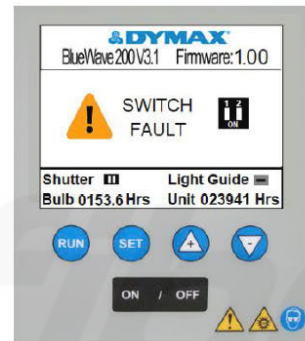 DYMAX
BlueWave 200 V3.1 Firmware: 1.00
SWITCH 1 2
FAULT ON
Shutter Light Guide
Bulb 0153.6 Hrs Unit 023941 Hrs
RUN SET + -
ON / OFF